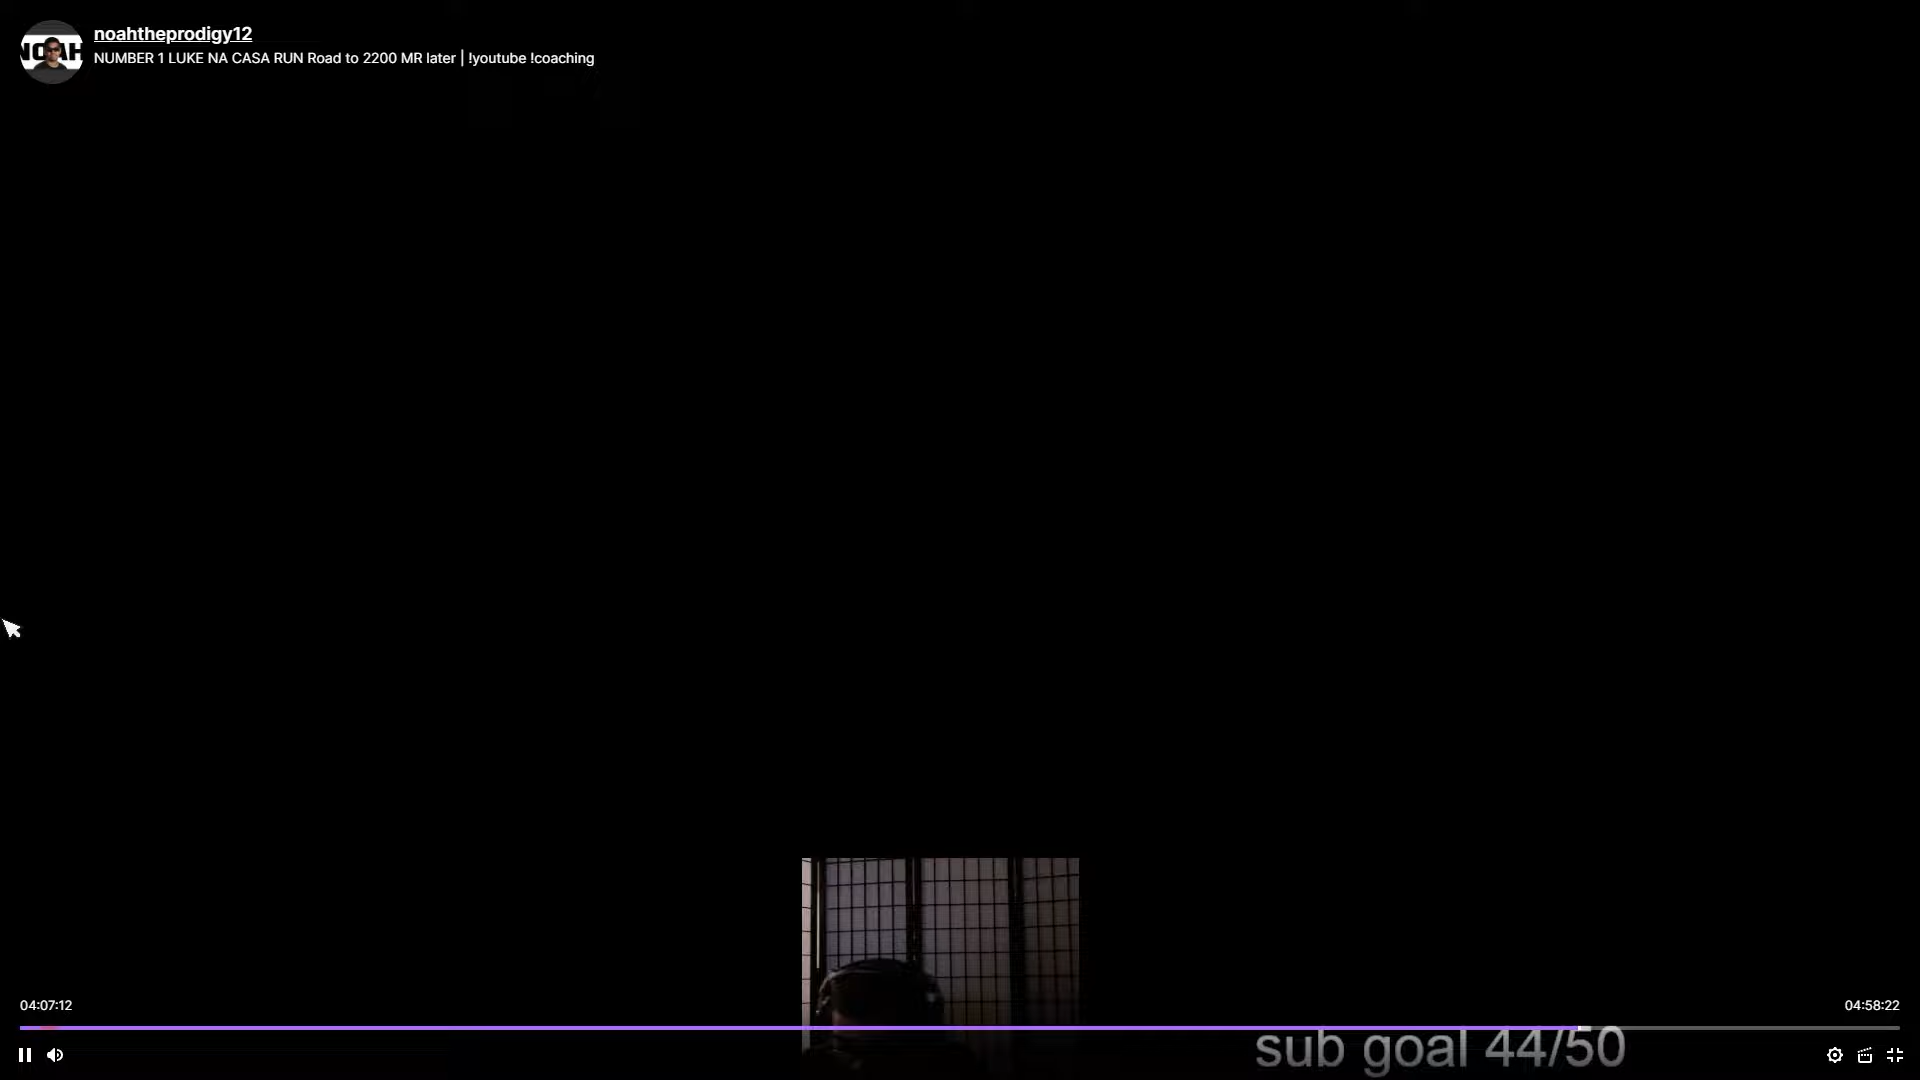 noahtheprodigy12
NUMBER 1 LUKE NA CASA RUN Road to 2200 MR later | !youtube !coaching
NOAH
04:07:12
04:58:22
sub goal 44/50